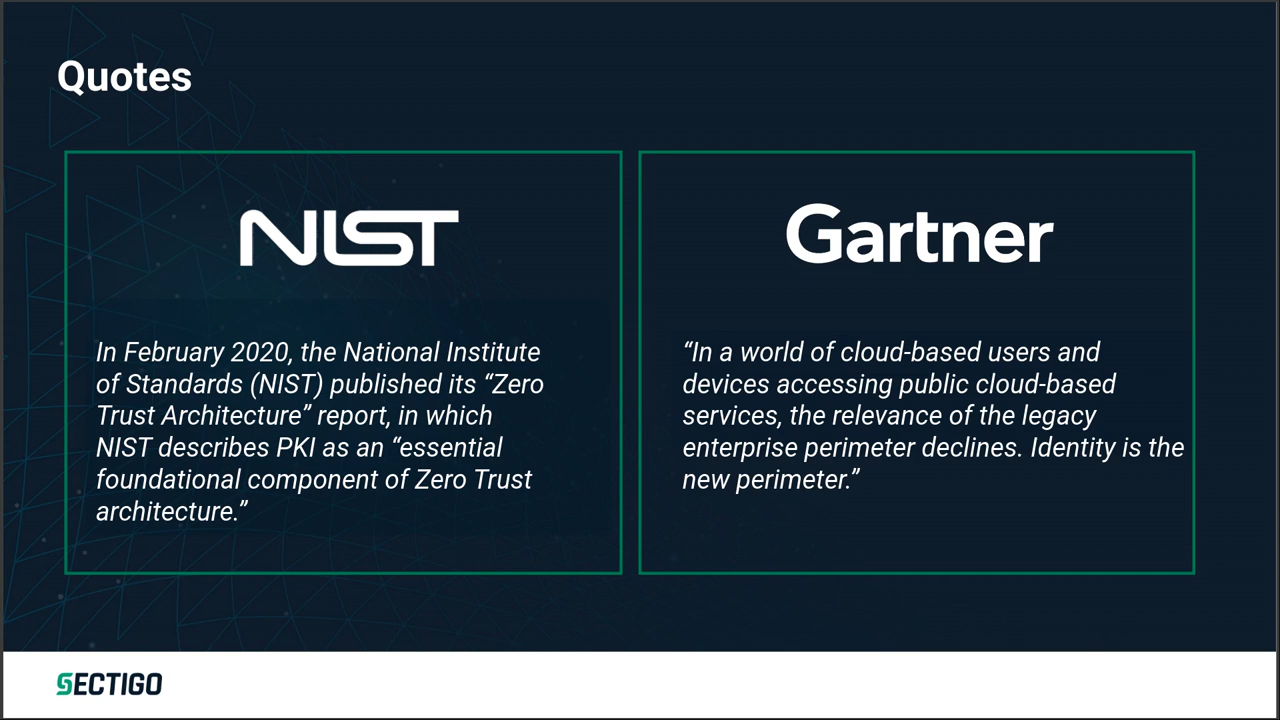 Quotes
NIST
In February 2020, the National Institute
of Standards (NIST) published its “Zero
Trust Architecture” report, in which
NIST describes PKI as an “essential
foundational component of Zero Trust
architecture.”
Gartner
“In a world of cloud-based users and
devices accessing public cloud-based
services, the relevance of the legacy
enterprise perimeter declines. Identity is the
new perimeter.”
SECTIGO